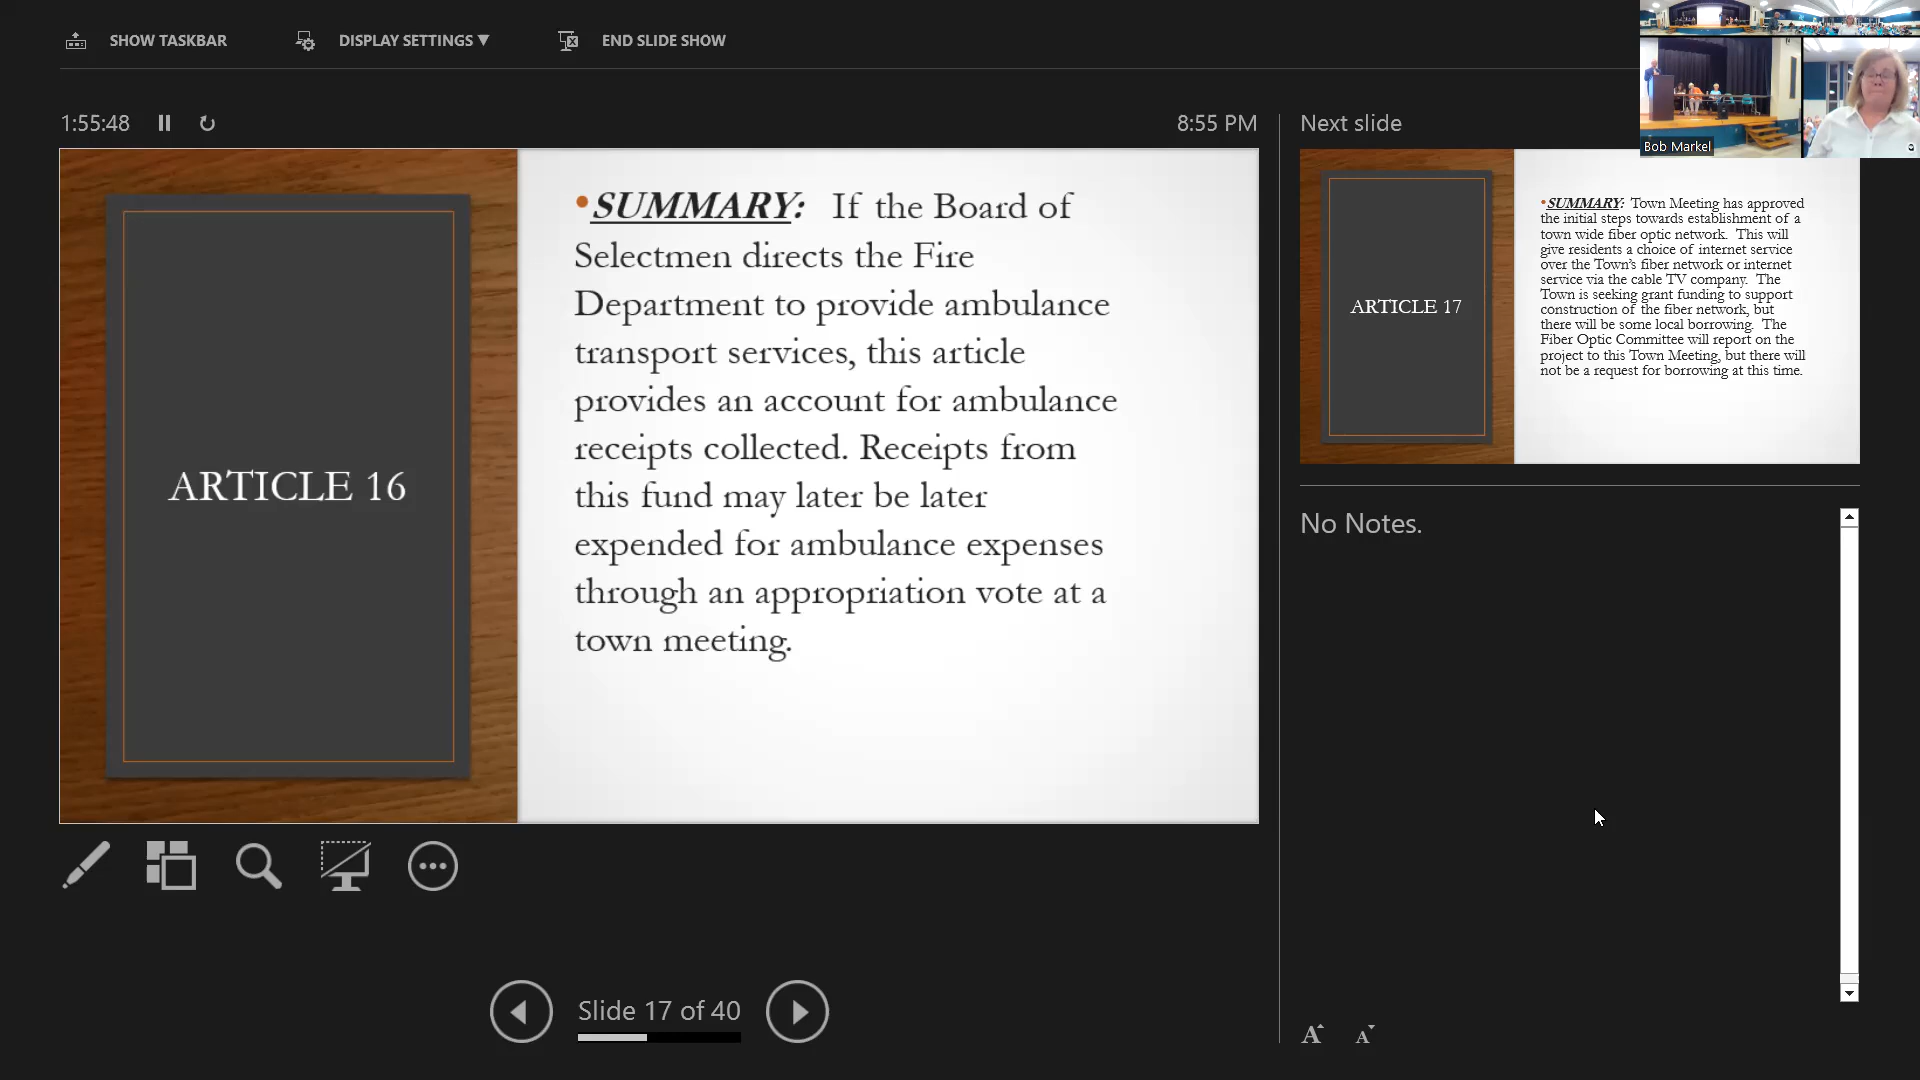 SHOW TASKBAR
DISPLAY SETTINGS ▼
END SLIDE SHOW
1:55:48
8:55 PM
Next slide
Bob Markel
ARTICLE 16
•SUMMARY: If the Board of
Selectmen directs the Fire
Department to provide ambulance
transport services, this article
provides an account for ambulance
receipts collected. Receipts from
this fund may later be later
expended for ambulance expenses
through an appropriation vote at a
town meeting.
ARTICLE 17
•SUMMARY: Town Meeting has approved
the initial steps towards establishment of a
town wide fiber optic network. This will
give residents a choice of internet service
over the Town's fiber network or internet
service via the cable TV company. The
Town is seeking grant funding to support
construction of the fiber network, but
there will be some local borrowing. The
Fiber Optic Committee will report on the
project to this Town Meeting, but there will
not be a request for borrowing at this time.
No Notes.
Slide 17 of 40
A A